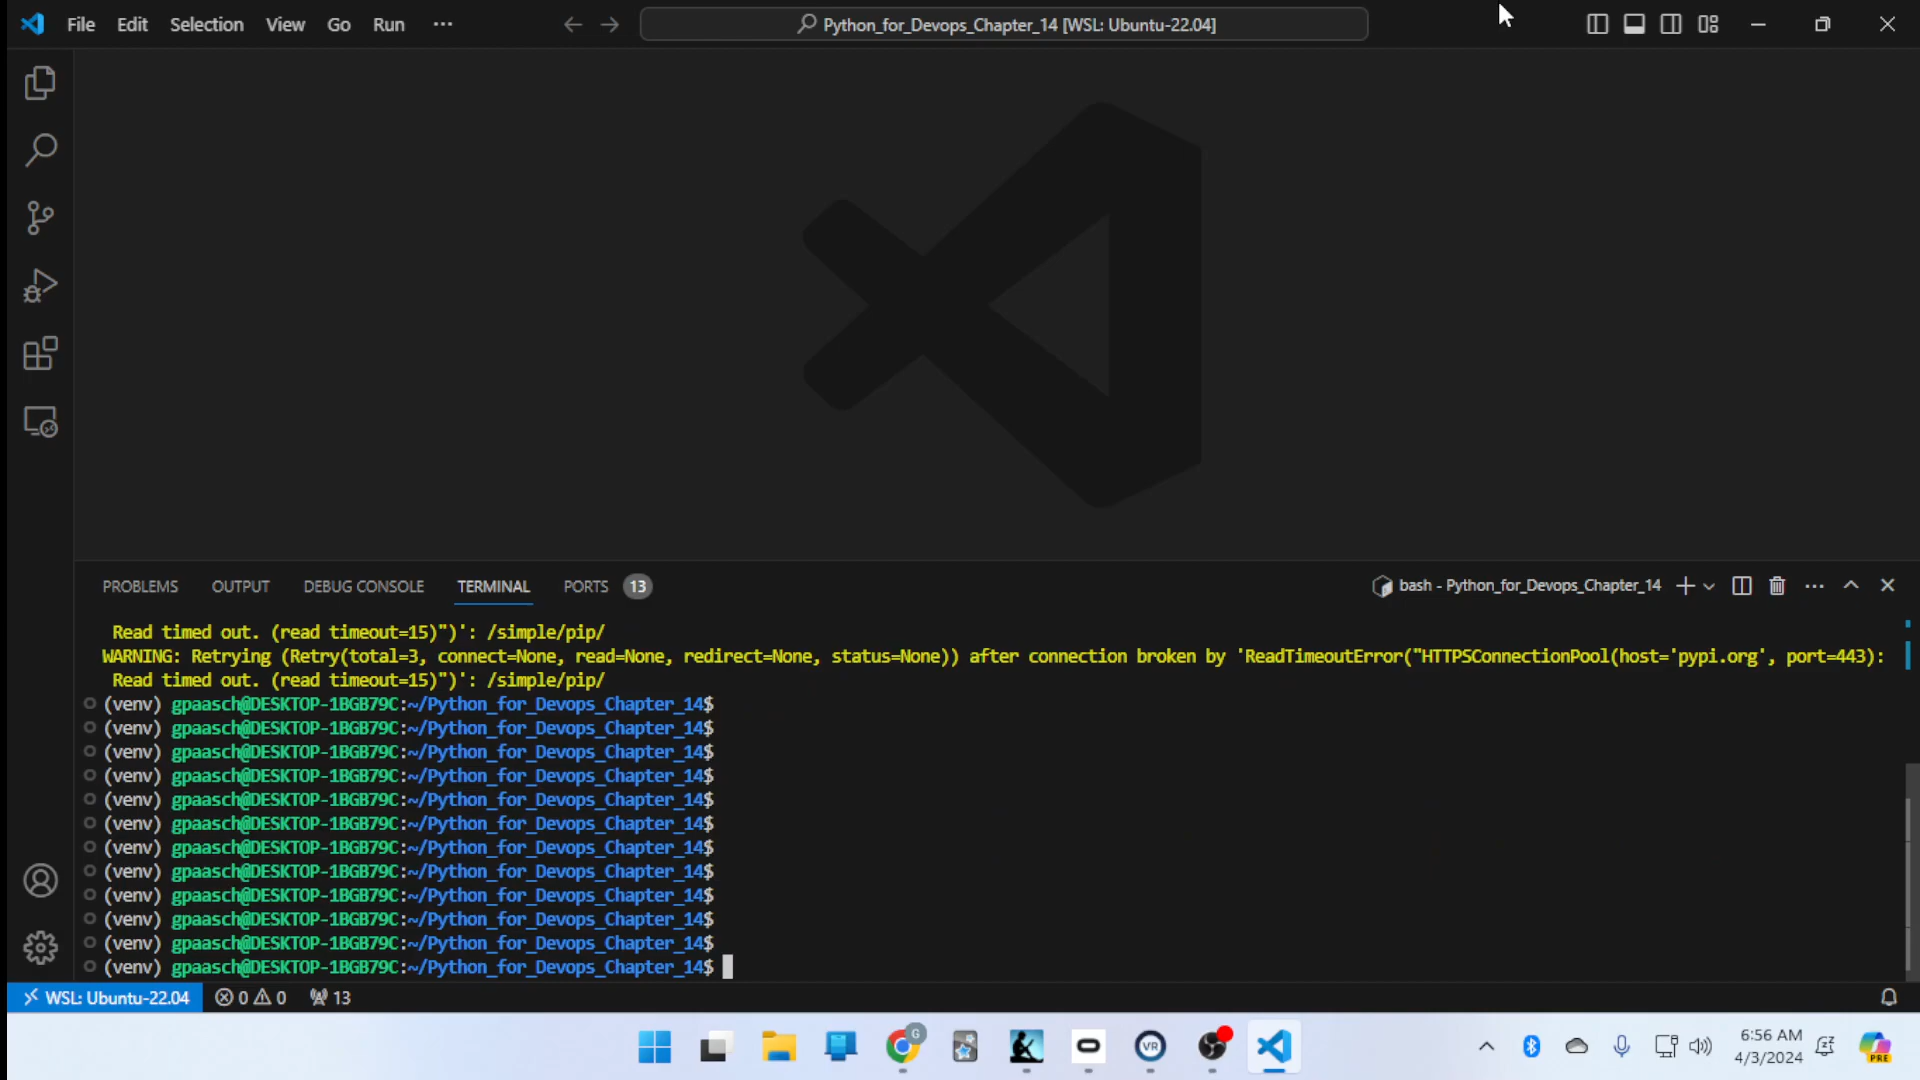 File Edit Selection View Go Run ···
Python_for_Devops_Chapter_14 [WSL: Ubuntu-22.04]
PROBLEMS OUTPUT DEBUG CONSOLE TERMINAL PORTS 13
bash - Python_for_Devops_Chapter_14
Read timed out. (read timeout=15)")': /simple/pip/
WARNING: Retrying (Retry(total=3, connect=None, read=None, redirect=None, status=None)) after connection broken by 'ReadTimeoutError("HTTPSConnectionPool(host='pypi.org', port=443):
Read timed out. (read timeout=15)")': /simple/pip/
(venv) gpaasch@DESKTOP-1BGB79C:~/Python_for_Devops_Chapter_14$
(venv) gpaasch@DESKTOP-1BGB79C:~/Python_for_Devops_Chapter_14$
(venv) gpaasch@DESKTOP-1BGB79C:~/Python_for_Devops_Chapter_14$
(venv) gpaasch@DESKTOP-1BGB79C:~/Python_for_Devops_Chapter_14$
(venv) gpaasch@DESKTOP-1BGB79C:~/Python_for_Devops_Chapter_14$
(venv) gpaasch@DESKTOP-1BGB79C:~/Python_for_Devops_Chapter_14$
(venv) gpaasch@DESKTOP-1BGB79C:~/Python_for_Devops_Chapter_14$
(venv) gpaasch@DESKTOP-1BGB79C:~/Python_for_Devops_Chapter_14$
(venv) gpaasch@DESKTOP-1BGB79C:~/Python_for_Devops_Chapter_14$
(venv) gpaasch@DESKTOP-1BGB79C:~/Python_for_Devops_Chapter_14$
(venv) gpaasch@DESKTOP-1BGB79C:~/Python_for_Devops_Chapter_14$
(venv) gpaasch@DESKTOP-1BGB79C:~/Python_for_Devops_Chapter_14$
WSL: Ubuntu-22.04 0 0 13
G
VR
6:56 AM
4/3/2024
PRE